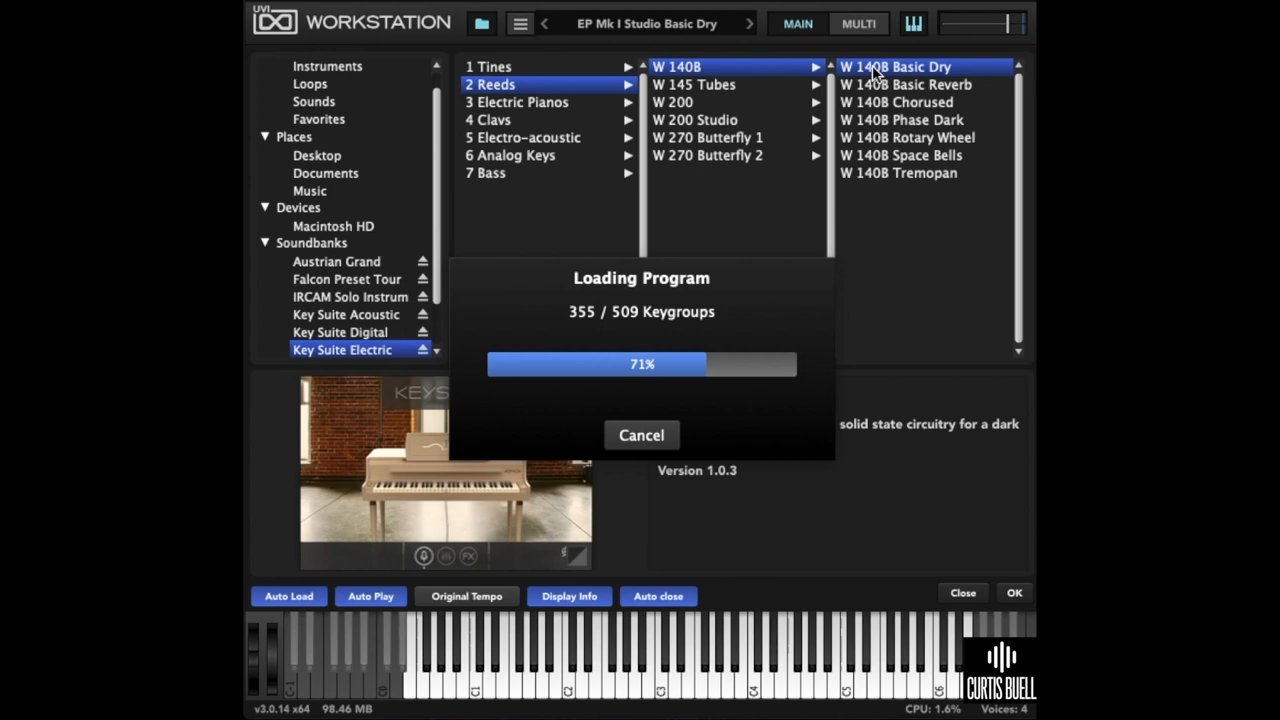 UVI
WORKSTATION
EP Mk I Studio Basic Dry
MAIN
MULTI
Instruments
Loops
Sounds
Favorites
Places
Desktop
Documents
Music
Devices
Macintosh HD
Soundbanks
Austrian Grand
Falcon Preset Tour
IRCAM Solo Instrum
Key Suite Acoustic
Key Suite Digital
Key Suite Electric
1 Tines
2 Reeds
3 Electric Pianos
4 Clavs
5 Electro-acoustic
6 Analog Keys
7 Bass
W 140B
W 145 Tubes
W 200
W 200 Studio
W 270 Butterfly 1
W 270 Butterfly 2
W 140B Basic Dry
W 140B Basic Reverb
W 140B Chorused
W 140B Phase Dark
W 140B Rotary Wheel
W 140B Space Bells
W 140B Tremopan
Loading Program
355 / 509 Keygroups
71%
Cancel
KEYS
solid state circuitry for a dark
Version 1.0.3
FX
VEL
Auto Load
Auto Play
Original Tempo
Display Info
Auto close
Close
OK
C-1
C0
C1
C2
C3
C4
C5
C6
CURTIS BUELL
v3.0.14 x64
98.46 MB
CPU: 1.6%
Voices: 4